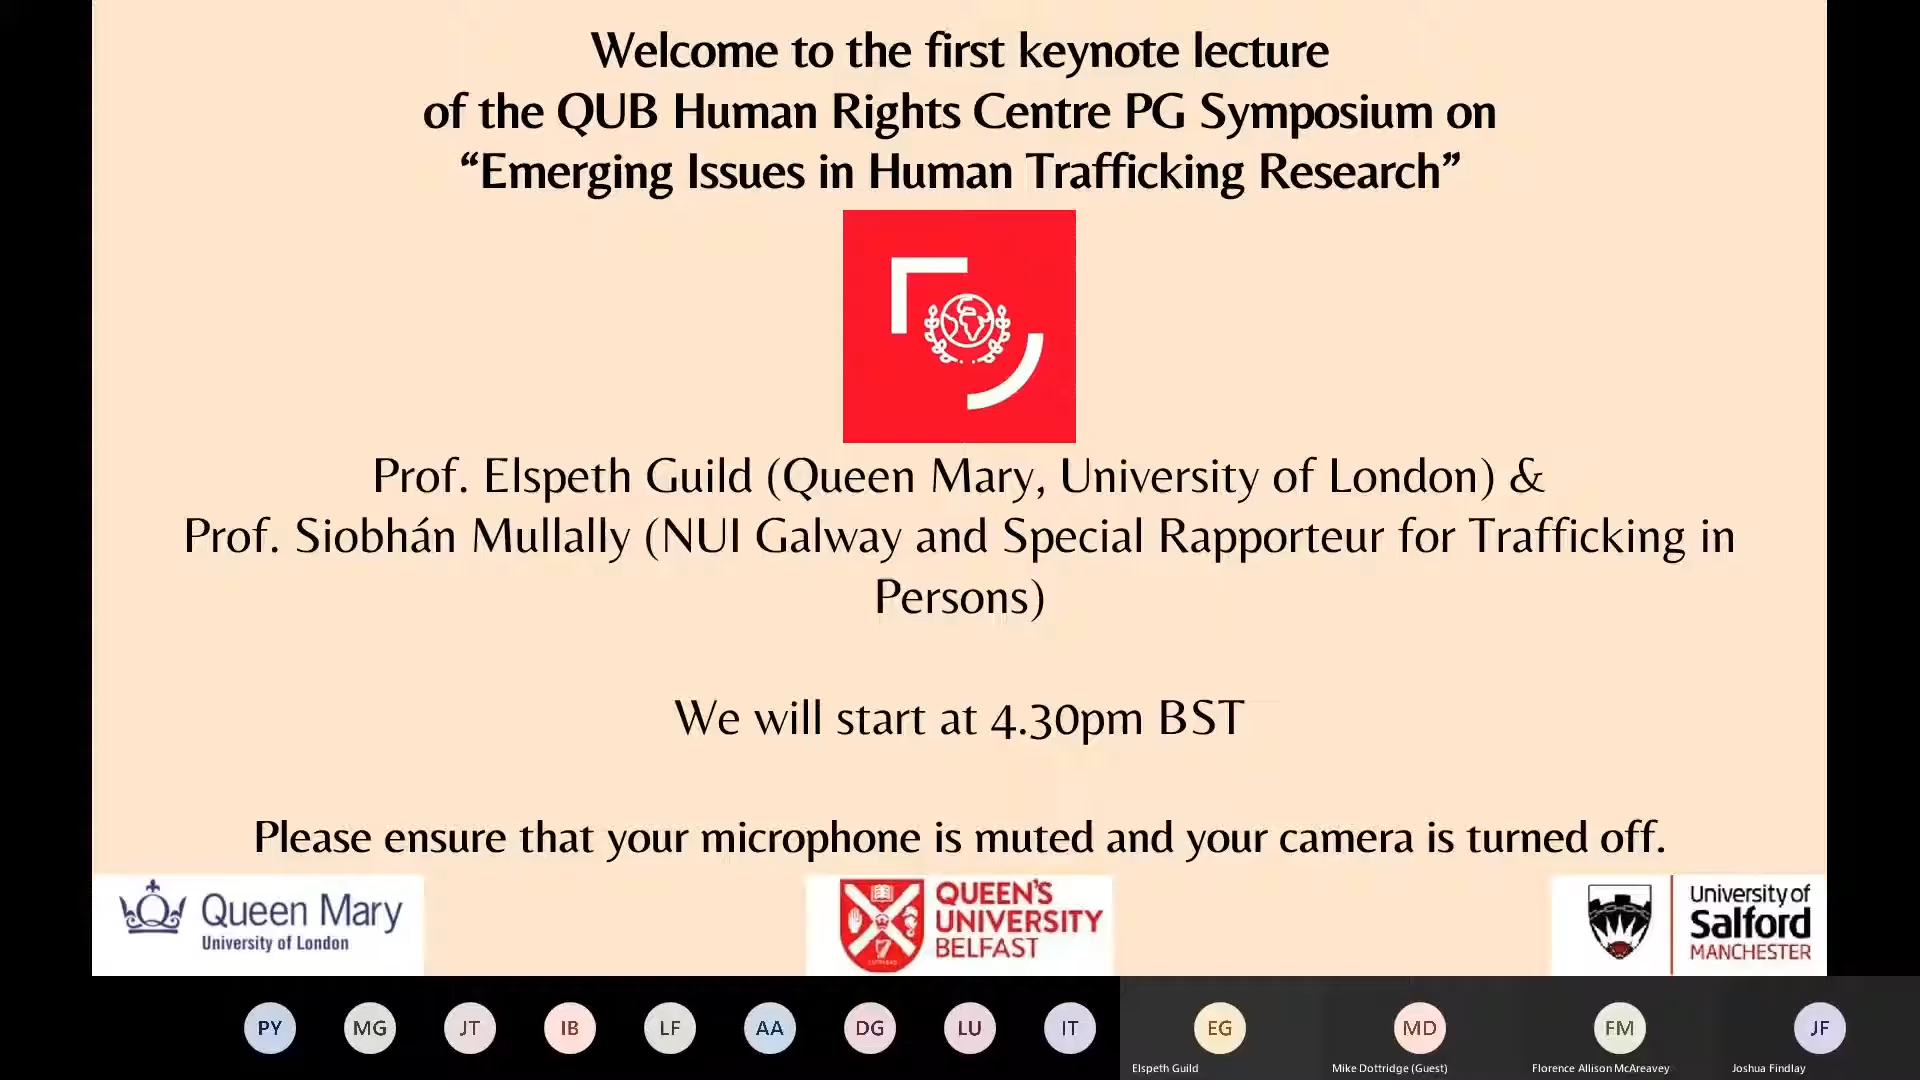 Welcome to the first keynote lecture
of the QUB Human Rights Centre PG Symposium on
“Emerging Issues in Human Trafficking Research”
Prof. Elspeth Guild (Queen Mary, University of London) &
Prof. Siobhán Mullally (NUI Galway and Special Rapporteur for Trafficking in
Persons)
We will start at 4.30pm BST
Please ensure that your microphone is muted and your camera is turned off.
Queen Mary
University of London
QUEEN'S
UNIVERSITY
BELFAST
University of
Salford
MANCHESTER
PY
MG
JT
IB
LF
AA
DG
LU
IT
EG
MD
FM
JF
Elspeth Guild
Mike Dottridge (Guest)
Florence Allison McAreavey
Joshua Findlay